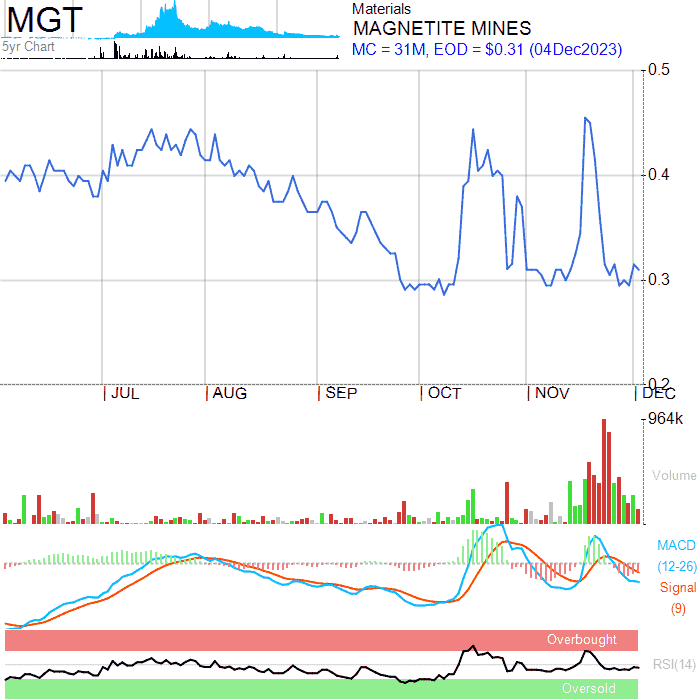 MGT
5yr Chart
Materials
MAGNETITE MINES
MC = 31M, EOD = $0.31 (04Dec2023)
0.5
0.4
0.3
0.2
JUL
AUG
SEP
OCT
NOV
DEC
964k
Volume
MACD
(12-26)
Signal
(9)
Overbought
RSI(14)
Oversold